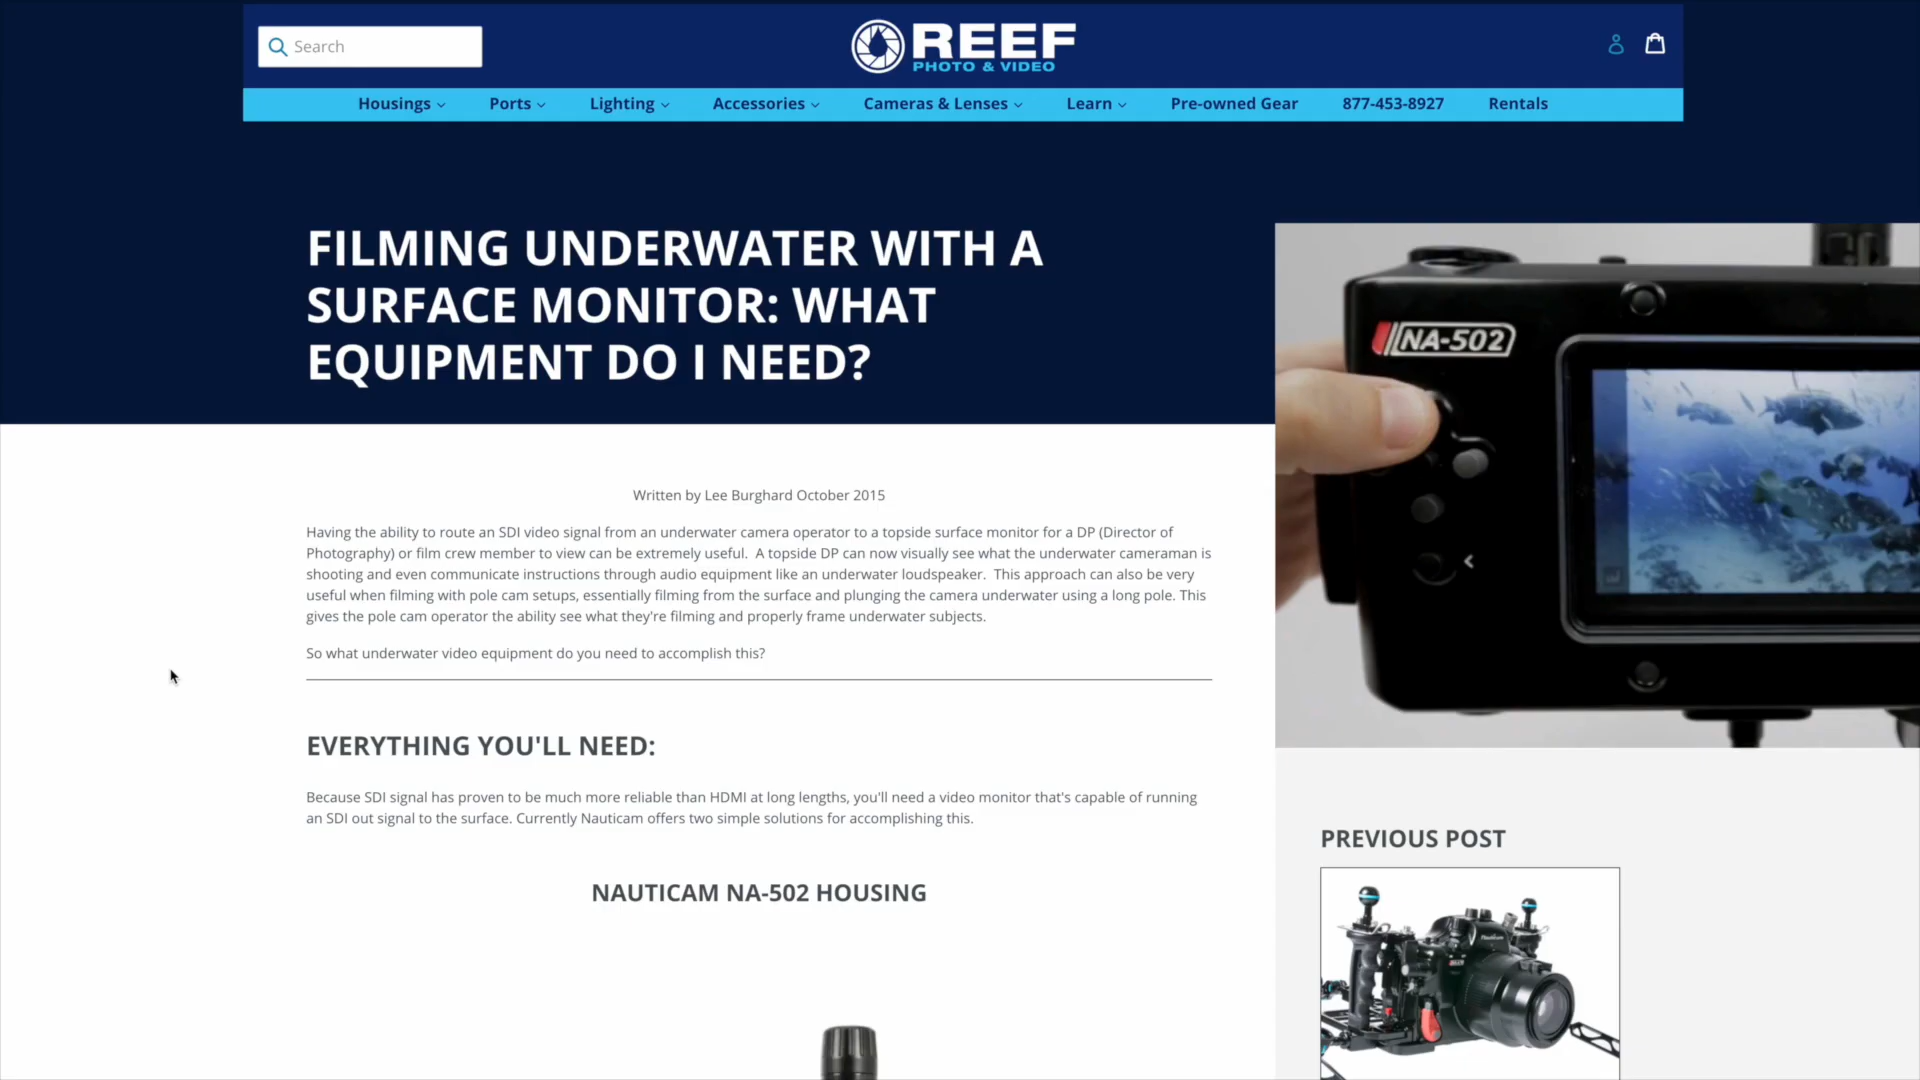 Search
REEF
PHOTO & VIDEO
Housings
Ports
Lighting
Accessories
Cameras & Lenses
Learn
Pre-owned Gear
877-453-8927
Rentals
FILMING UNDERWATER WITH A
SURFACE MONITOR: WHAT
EQUIPMENT DO I NEED?
NA-502
Written by Lee Burghard October 2015
Having the ability to route an SDI video signal from an underwater camera operator to a topside surface monitor for a DP (Director of
Photography) or film crew member to view can be extremely useful.  A topside DP can now visually see what the underwater cameraman is
shooting and even communicate instructions through audio equipment like an underwater loudspeaker.  This approach can also be very
useful when filming with pole cam setups, essentially filming from the surface and plunging the camera underwater using a long pole. This
gives the pole cam operator the ability see what they're filming and properly frame underwater subjects.
So what underwater video equipment do you need to accomplish this?
EVERYTHING YOU'LL NEED:
Because SDI signal has proven to be much more reliable than HDMI at long lengths, you'll need a video monitor that's capable of running
an SDI out signal to the surface. Currently Nauticam offers two simple solutions for accomplishing this.
NAUTICAM NA-502 HOUSING
PREVIOUS POST